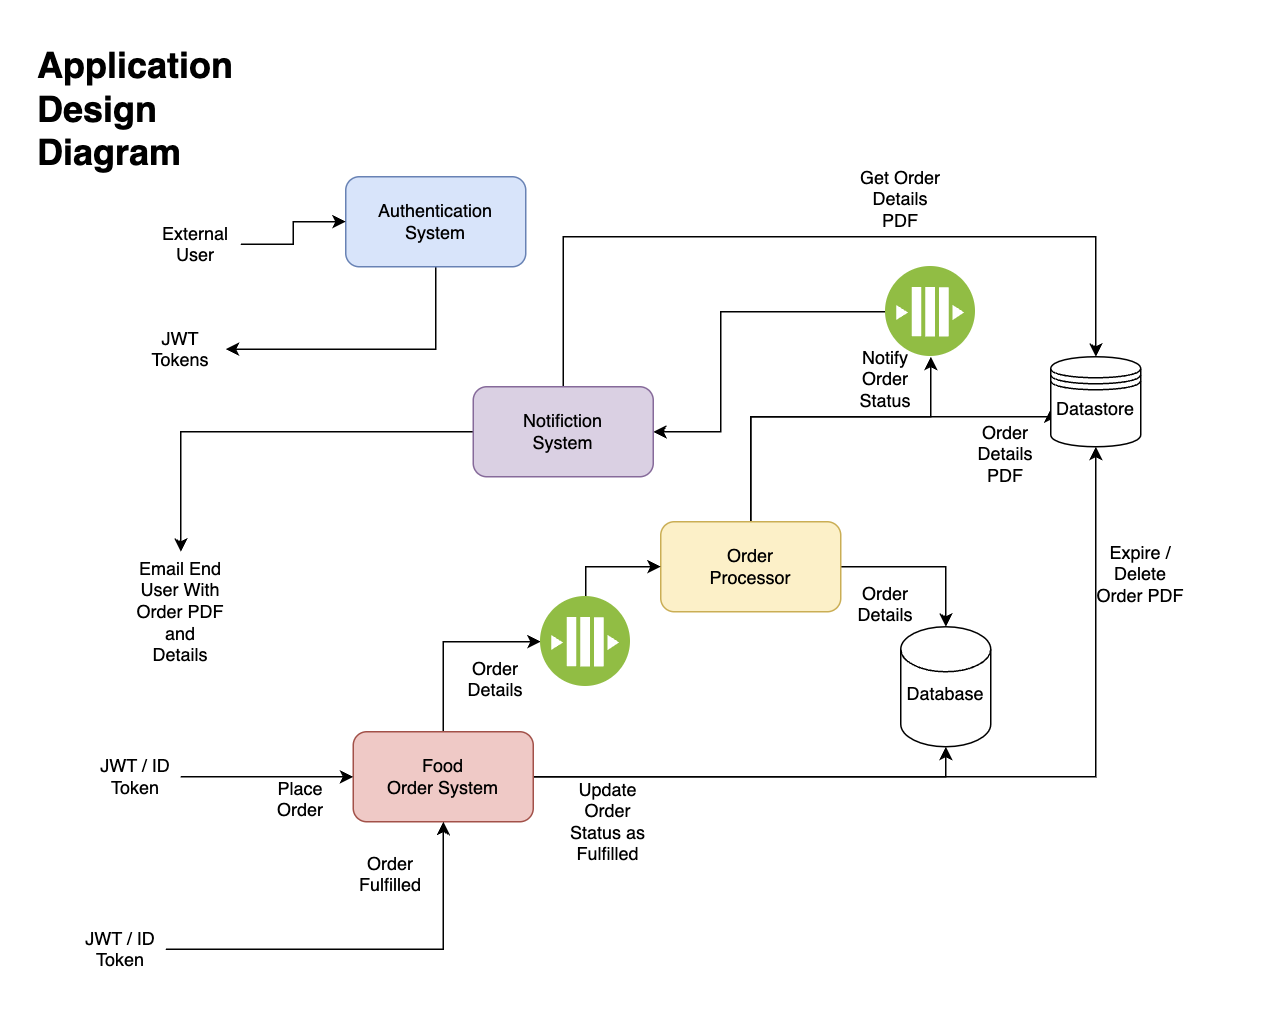 Application
Design
Diagram
Get Order
Details
PDF
Authentication
System
External
User
JWT
Tokens
Notify
Order
Status
Datastore
Notifiction
System
Order
Details
PDF
Order
Processor
Expire /
Delete
Order PDF
Email End
User With
Order PDF
and
Details
Order
Details
Order
Details
Database
JWT / ID
Token
Place
Order
Food
Order System
Update
Order
Status as
Fulfilled
Order
Fulfilled
JWT / ID
Token